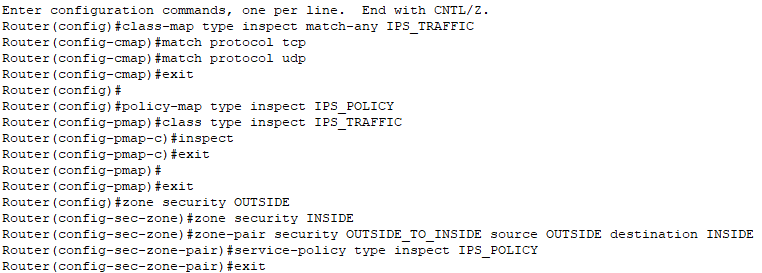 Enter configuration commands, one per line.  End with CNTL/Z.
Router(config)#class-map type inspect match-any IPS_TRAFFIC
Router(config-cmap)#match protocol tcp
Router(config-cmap)#match protocol udp
Router(config-cmap)#exit
Router(config)#
Router(config)#policy-map type inspect IPS_POLICY
Router(config-pmap)#class type inspect IPS_TRAFFIC
Router(config-pmap-c)#inspect
Router(config-pmap-c)#exit
Router(config-pmap)#
Router(config-pmap)#exit
Router(config)#zone security OUTSIDE
Router(config-sec-zone)#zone security INSIDE
Router(config-sec-zone)#zone-pair security OUTSIDE_TO_INSIDE source OUTSIDE destination INSIDE
Router(config-sec-zone-pair)#service-policy type inspect IPS_POLICY
Router(config-sec-zone-pair)#exit